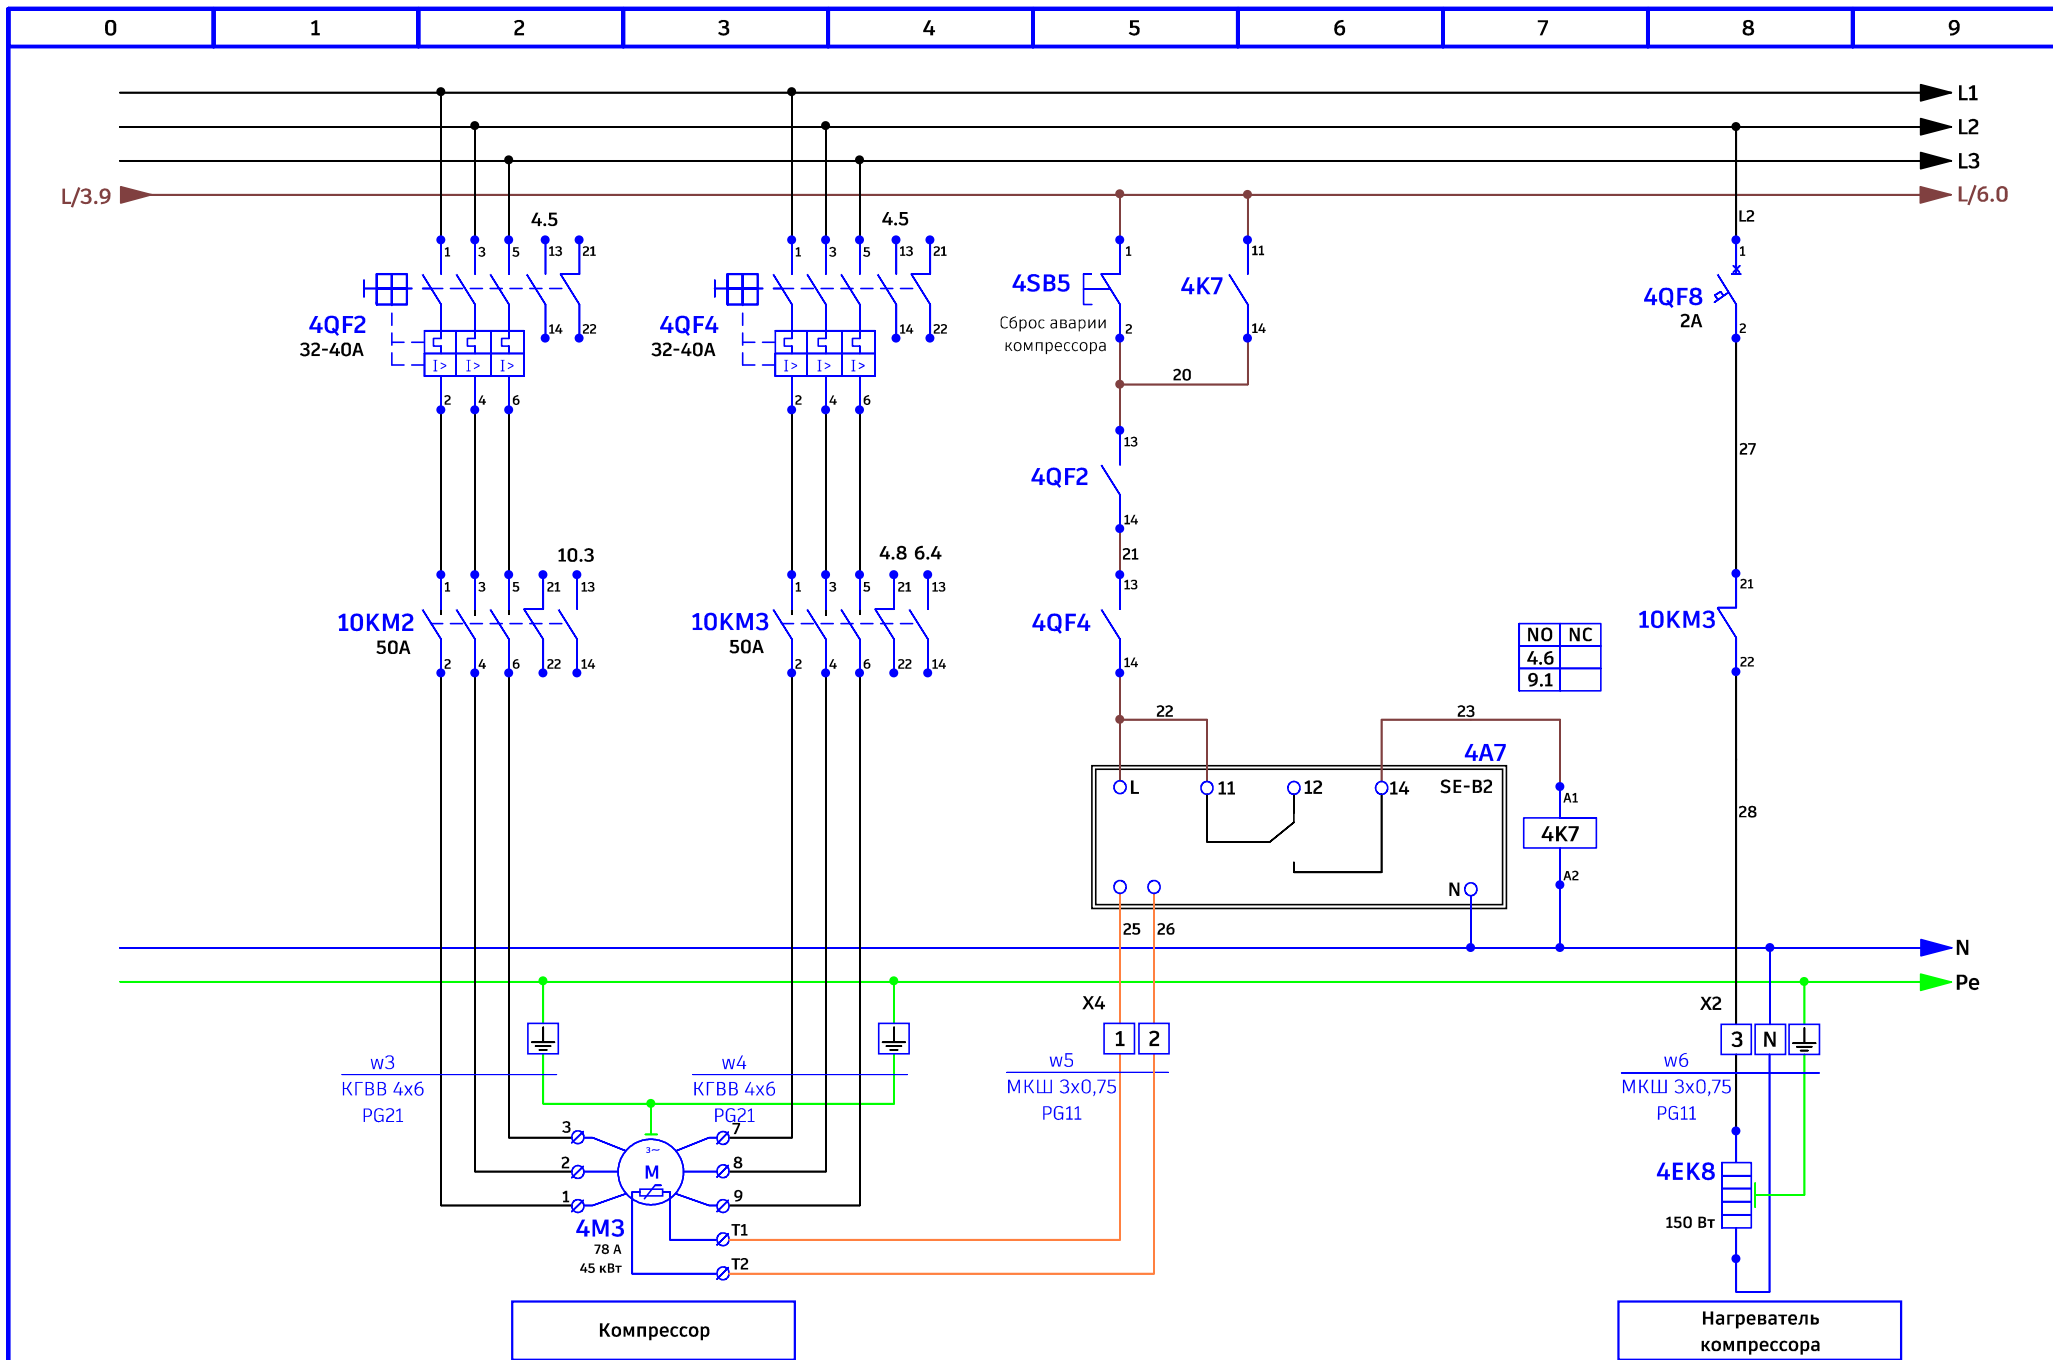 0 1 2 3 4 5 6 7 8 9
L1
L2
L3
L/3.9 L/6.0
L2
4.5 4.5
1 3 5 13 21 1 3 5 13 21 1 11 1
4QF2
32-40A
14 22
I> I> I>
2 4 6
4QF4
32-40A
14 22
I> I> I>
2 4 6
4SB5
Сброс аварии
компрессора
2
4K7
14
20
4QF8
2A
2
27
13
4QF2
14
21
13
4QF4
14
10.3
1 3 5 21 13
10KM2
50A
2 4 6 22 14
4.8 6.4
1 3 5 21 13
10KM3
50A
2 4 6 22 14
21
10KM3
22
NO NC
4.6
9.1
22 23
4A7
L 11 12 14 SE-B2
N
A1
4K7
A2
28
25 26
N
Pe
X4
1 2
X2
3 N
w3
КГВВ 4x6
PG21
w4
КГВВ 4x6
PG21
w5
МКШ 3x0,75
PG11
w6
МКШ 3x0,75
PG11
3 7
2 8
1 9
3~
M
4M3
78 A
45 кВт
T1
T2
4EK8
150 Вт
Компрессор
Нагреватель
компрессора